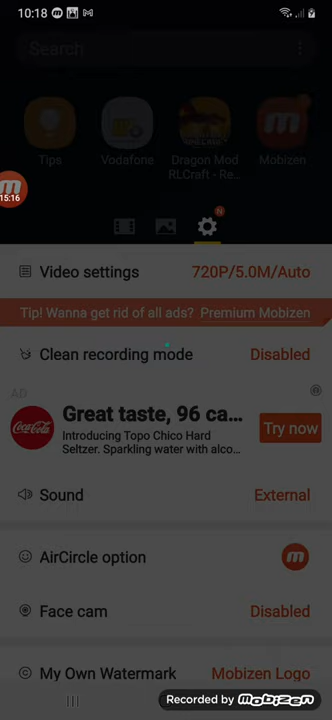 10:18
Search
Tips
Vodafone
Dragon Mod
RLCraft - Re...
Mobizen
15:16
N
Video settings
720P/5.0M/Auto
Tip! Wanna get rid of all ads? Premium Mobizen
Clean recording mode
Disabled
AD
Coca-Cola
Great taste, 96 ca...
Introducing Topo Chico Hard
Seltzer. Sparkling water with alco...
Try now
Sound
External
AirCircle option
Face cam
Disabled
My Own Watermark
Mobizen Logo
Recorded by mobizen